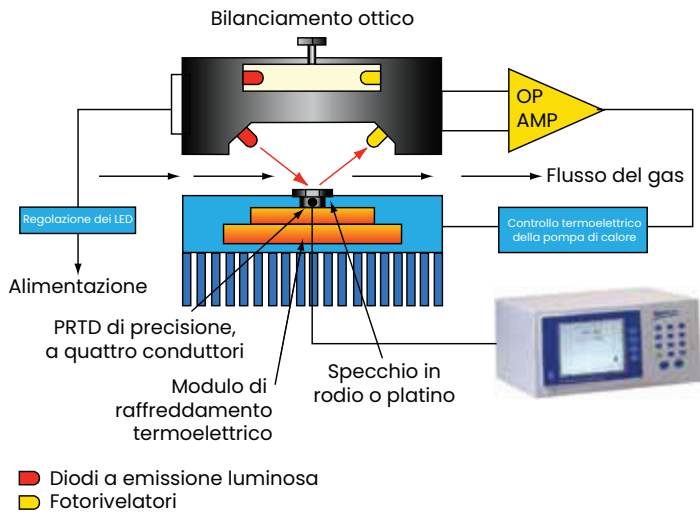 Bilanciamento ottico
OP
AMP
Flusso del gas
Regolazione dei LED
Controllo termoelettrico
della pompa di calore
Alimentazione
PRTD di precisione,
a quattro conduttori
Modulo di
raffreddamento
termoelettrico
Specchio in
rodio o platino
Diodi a emissione luminosa
Fotorivelatori